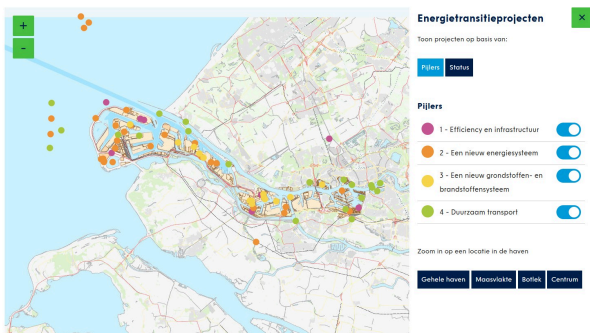 +
-
Energietransitieprojecten
×
Toon projecten op basis van:
Pijlers Status
Pijlers
1 - Efficiency en infrastructuur
2 - Een nieuw energiesysteem
3 - Een nieuw grondstoffen- en
brandstoffensysteem
4 - Duurzaam transport
Zoom in op een locatie in de haven
Gehele haven Maasvlakte Botlek Centrum